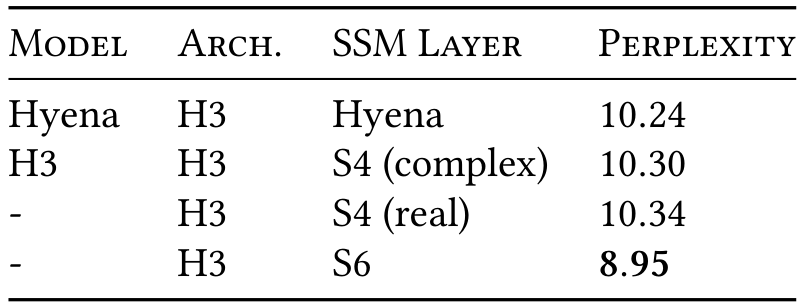 Model Arch. SSM Layer Perplexity
Hyena H3 Hyena 10.24
H3 H3 S4 (complex) 10.30
- H3 S4 (real) 10.34
- H3 S6 8.95